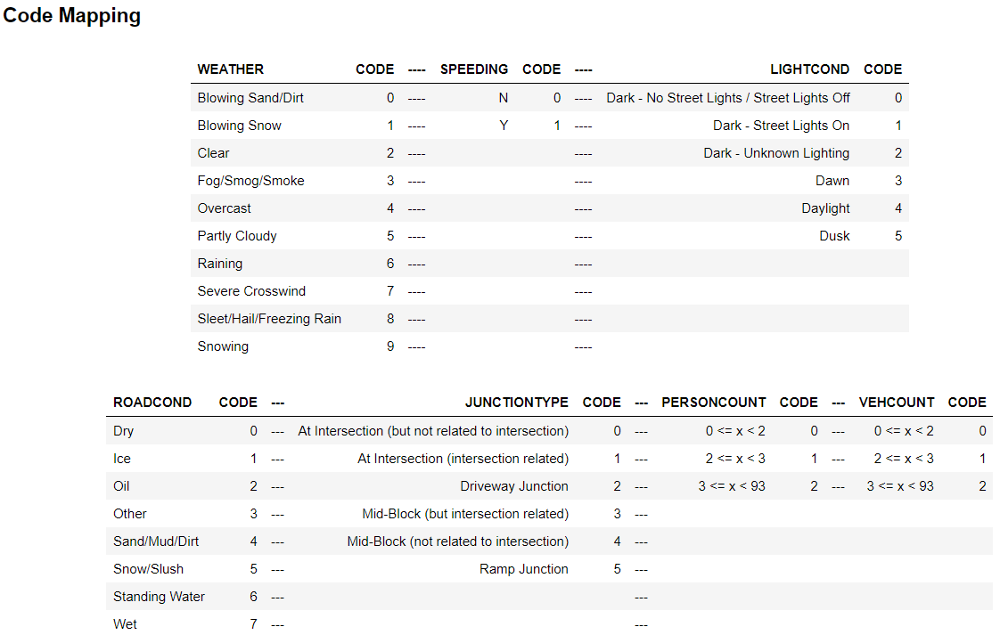 Code Mapping
WEATHER CODE ---- SPEEDING CODE ---- LIGHTCOND CODE
Blowing Sand/Dirt 0 ---- N 0 ---- Dark - No Street Lights / Street Lights Off 0
Blowing Snow 1 ---- Y 1 ---- Dark - Street Lights On 1
Clear 2 ---- ---- Dark - Unknown Lighting 2
Fog/Smog/Smoke 3 ---- ---- Dawn 3
Overcast 4 ---- ---- Daylight 4
Partly Cloudy 5 ---- ---- Dusk 5
Raining 6 ---- ----
Severe Crosswind 7 ---- ----
Sleet/Hail/Freezing Rain 8 ---- ----
Snowing 9 ---- ----
ROADCOND CODE --- JUNCTIONTYPE CODE --- PERSONCOUNT CODE --- VEHCOUNT CODE
Dry 0 --- At Intersection (but not related to intersection) 0 --- 0 <= x < 2 0 --- 0 <= x < 2 0
Ice 1 --- At Intersection (intersection related) 1 --- 2 <= x < 3 1 --- 2 <= x < 3 1
Oil 2 --- Driveway Junction 2 --- 3 <= x < 93 2 --- 3 <= x < 93 2
Other 3 --- Mid-Block (but intersection related) 3 ---
Sand/Mud/Dirt 4 --- Mid-Block (not related to intersection) 4 ---
Snow/Slush 5 --- Ramp Junction 5 ---
Standing Water 6 --- ---
Wet 7 --- ---